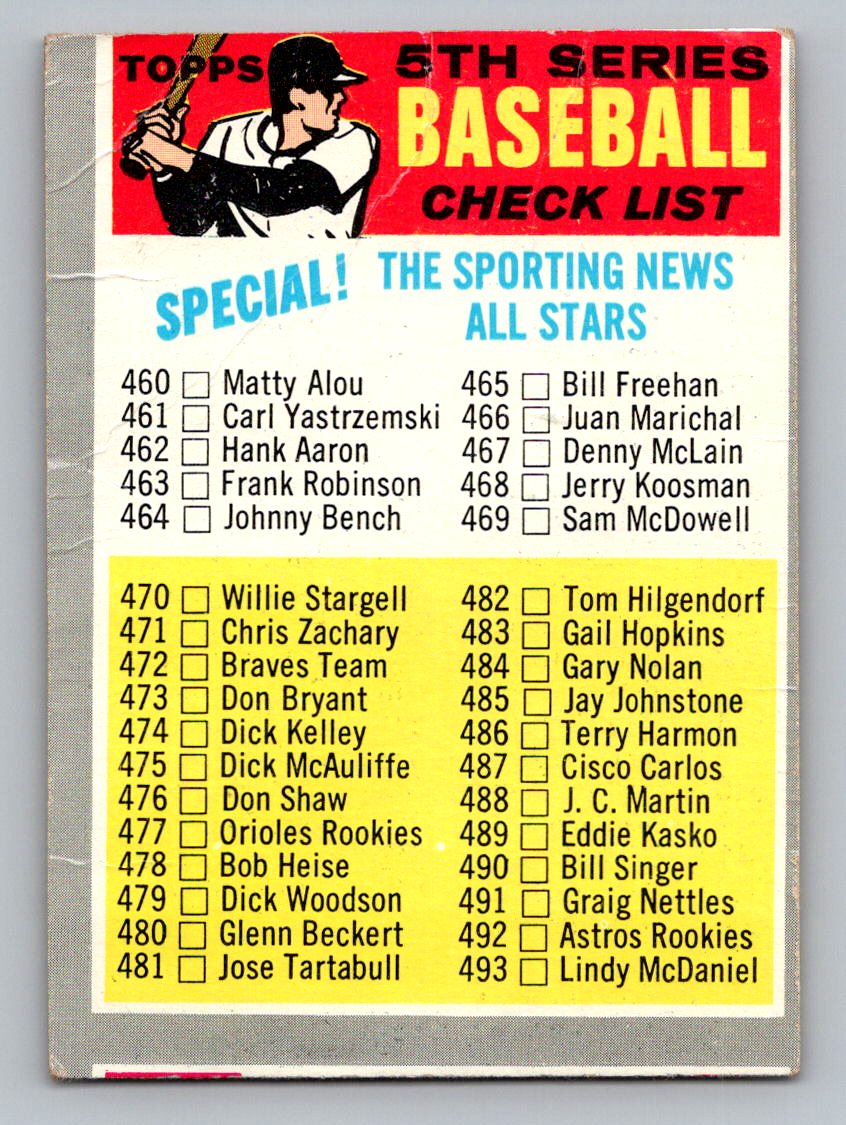 TOPPS 5TH SERIES
BASEBALL
CHECK LIST
SPECIAL! THE SPORTING NEWS
ALL STARS
460 Matty Alou
461 Carl Yastrzemski
462 Hank Aaron
463 Frank Robinson
464 Johnny Bench
465 Bill Freehan
466 Juan Marichal
467 Denny McLain
468 Jerry Koosman
469 Sam McDowell
470 Willie Stargell
471 Chris Zachary
472 Braves Team
473 Don Bryant
474 Dick Kelley
475 Dick McAuliffe
476 Don Shaw
477 Orioles Rookies
478 Bob Heise
479 Dick Woodson
480 Glenn Beckert
481 Jose Tartabull
482 Tom Hilgendorf
483 Gail Hopkins
484 Gary Nolan
485 Jay Johnstone
486 Terry Harmon
487 Cisco Carlos
488 J. C. Martin
489 Eddie Kasko
490 Bill Singer
491 Graig Nettles
492 Astros Rookies
493 Lindy McDaniel